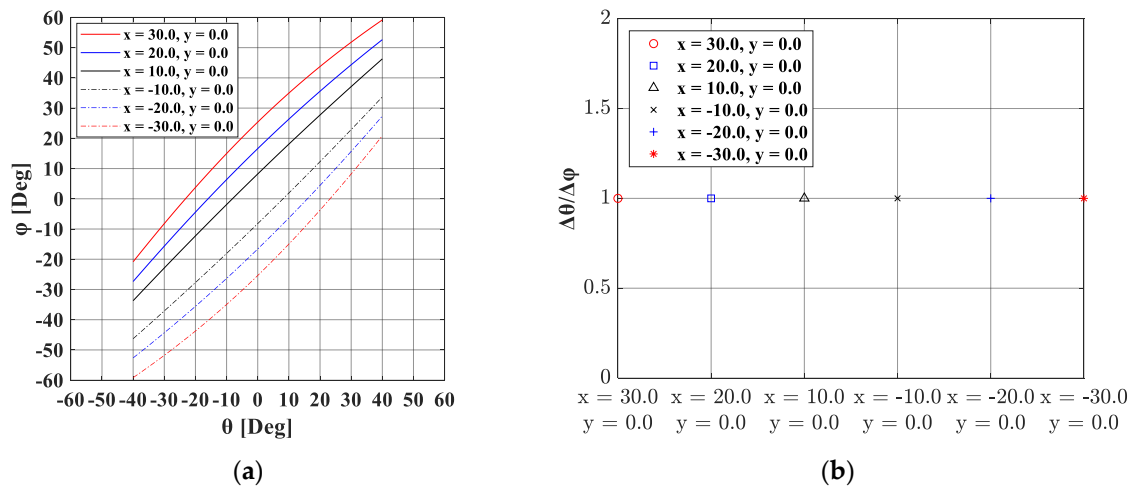 60
50
40
30
20
10
0
-10
-20
-30
-40
-50
-60
φ [Deg]
x = 30.0, y = 0.0
x = 20.0, y = 0.0
x = 10.0, y = 0.0
x = -10.0, y = 0.0
x = -20.0, y = 0.0
x = -30.0, y = 0.0
-60 -50 -40 -30 -20 -10 0 10 20 30 40 50 60
θ [Deg]
(a)
2
1.5
1
0.5
0
Δθ/Δφ
x = 30.0, y = 0.0
x = 20.0, y = 0.0
x = 10.0, y = 0.0
x = -10.0, y = 0.0
x = -20.0, y = 0.0
x = -30.0, y = 0.0
x = 30.0 x = 20.0 x = 10.0 x = -10.0 x = -20.0 x = -30.0
y = 0.0 y = 0.0 y = 0.0 y = 0.0 y = 0.0 y = 0.0
(b)